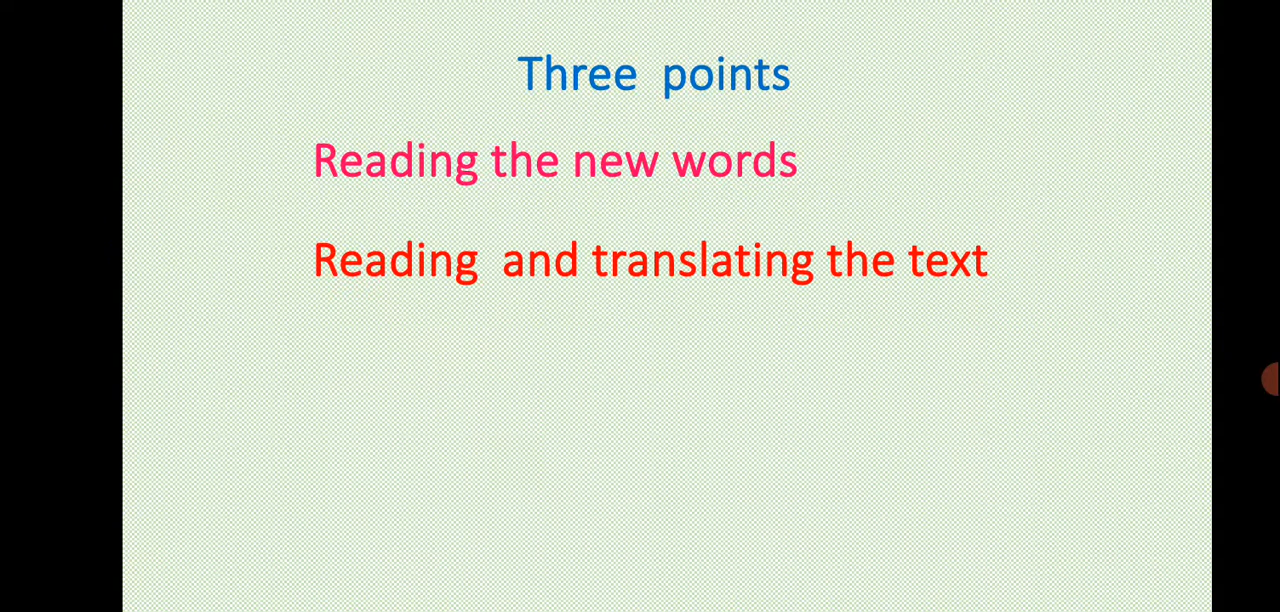 Three points
Reading the new words
Reading and translating the text